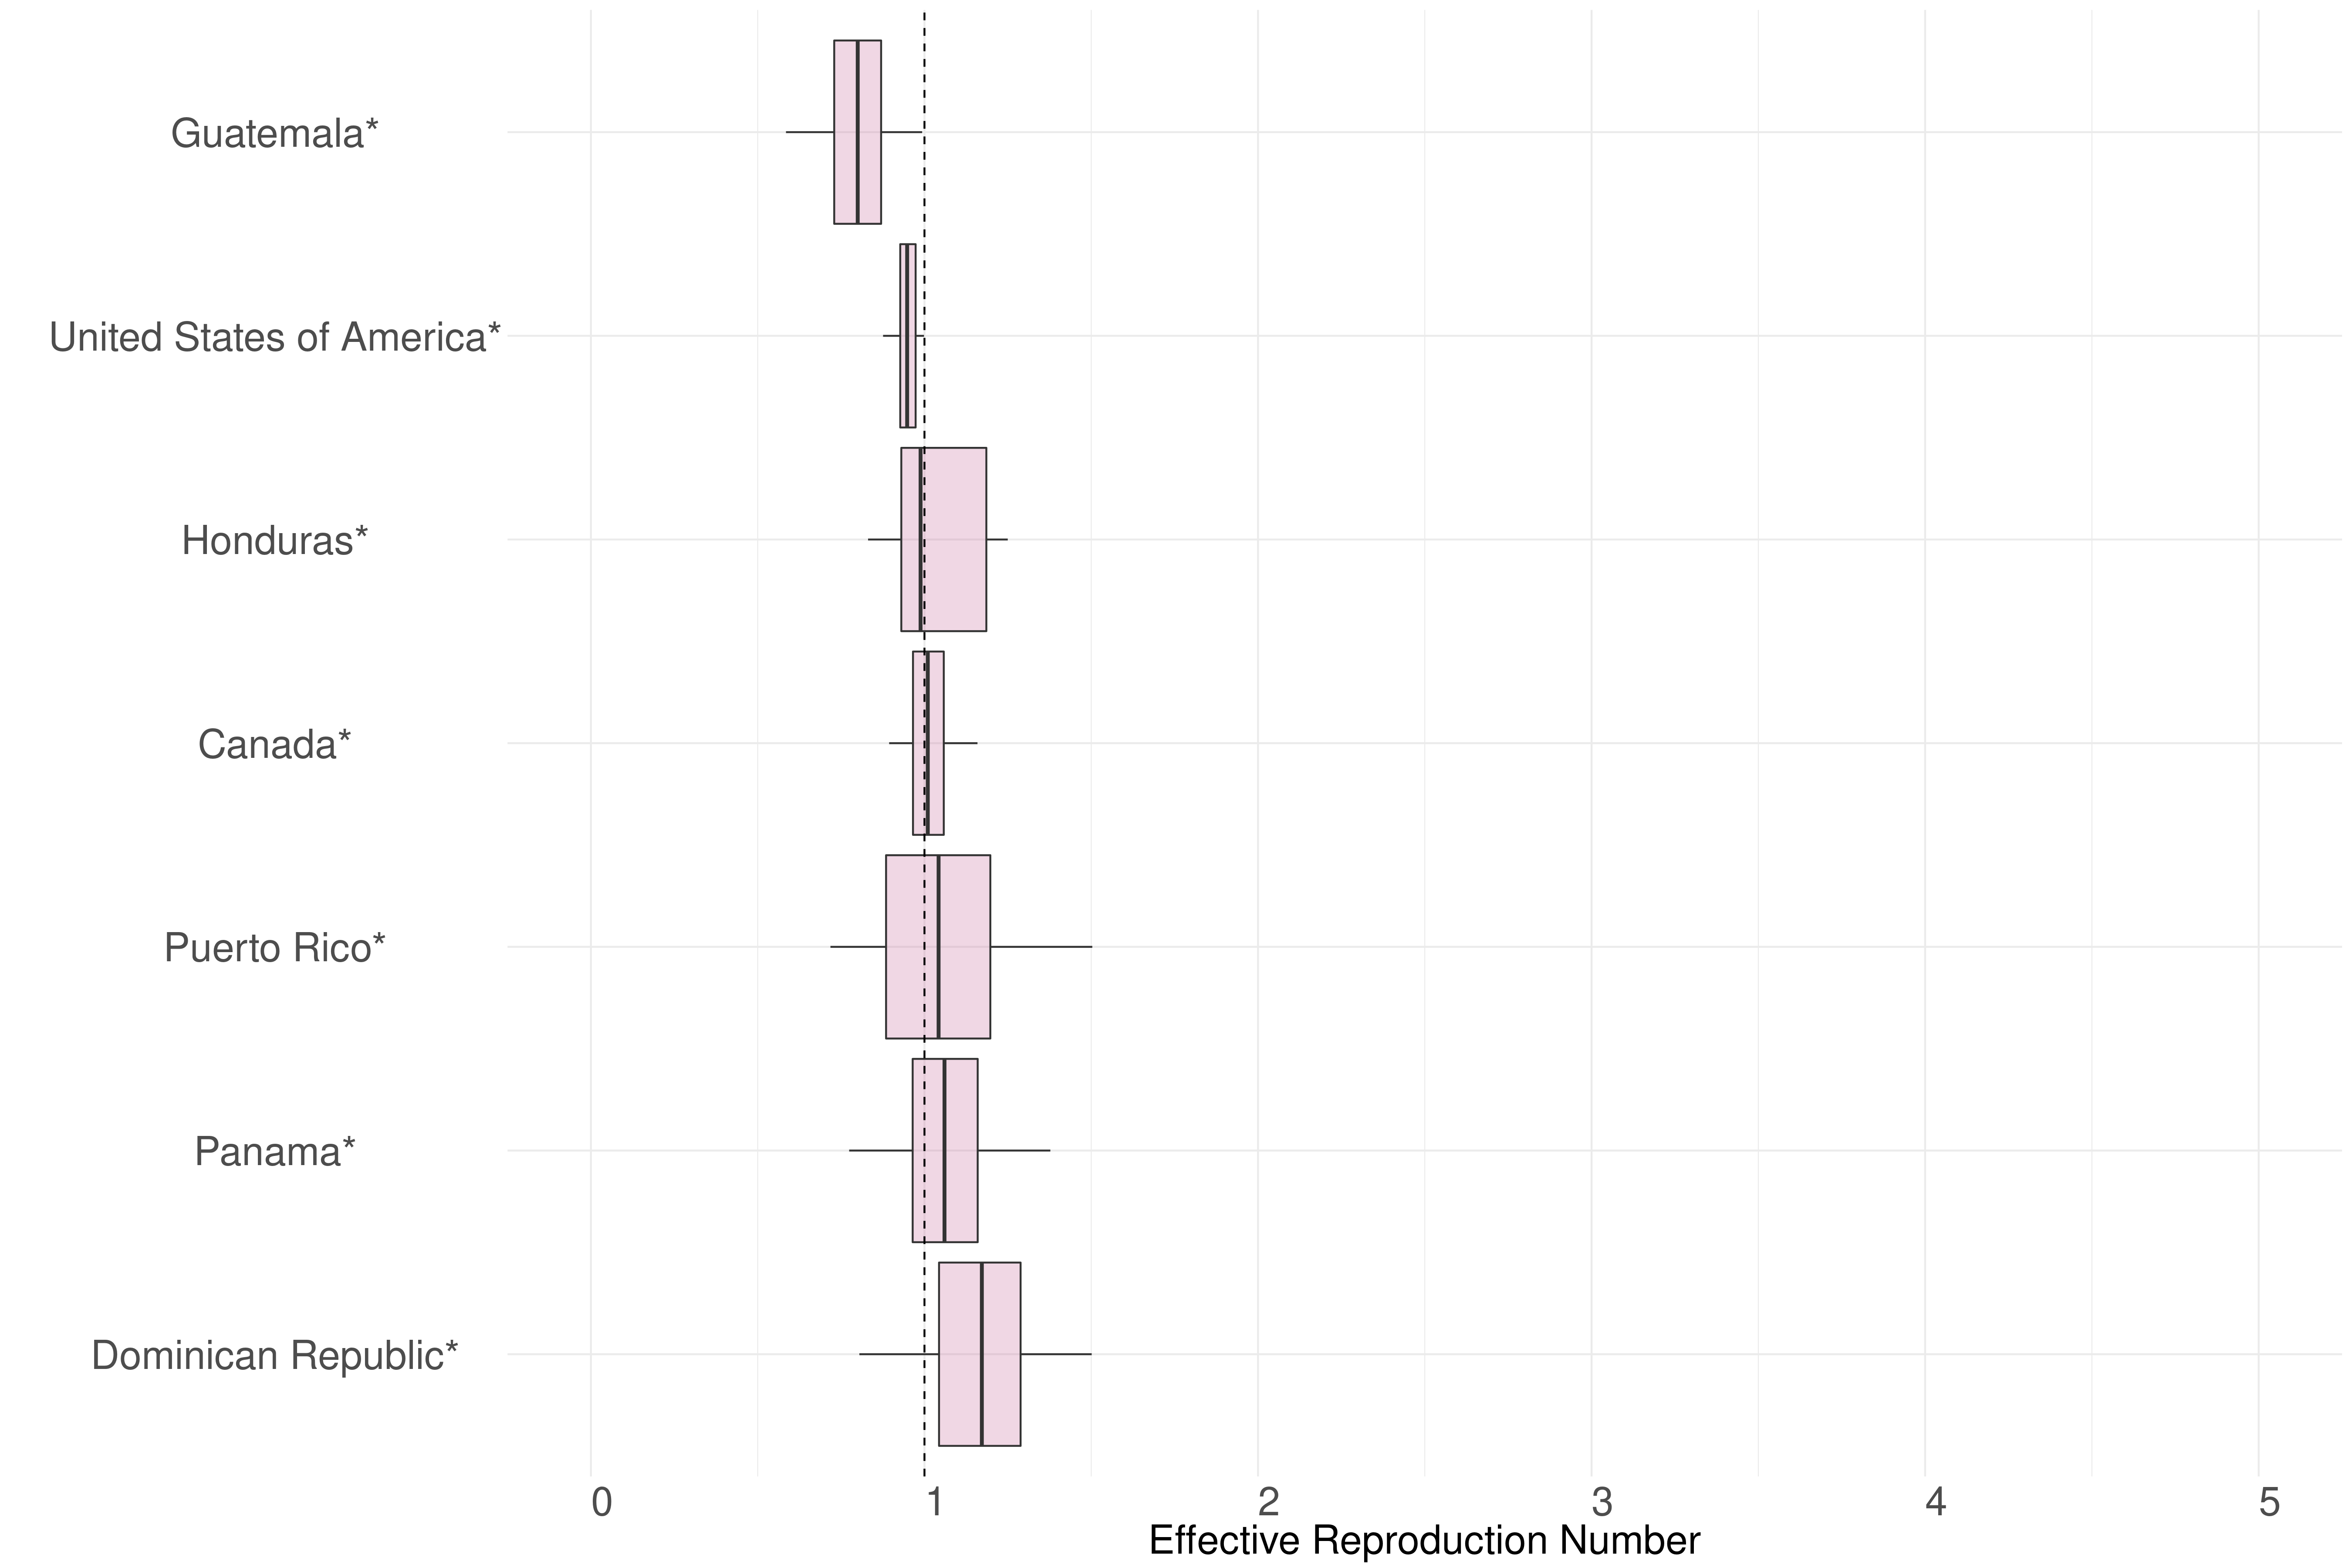 Guatemala*
United States of America*
Honduras*
Canada*
Puerto Rico*
Panama*
Dominican Republic*
0 1 2 3 4 5
Effective Reproduction Number